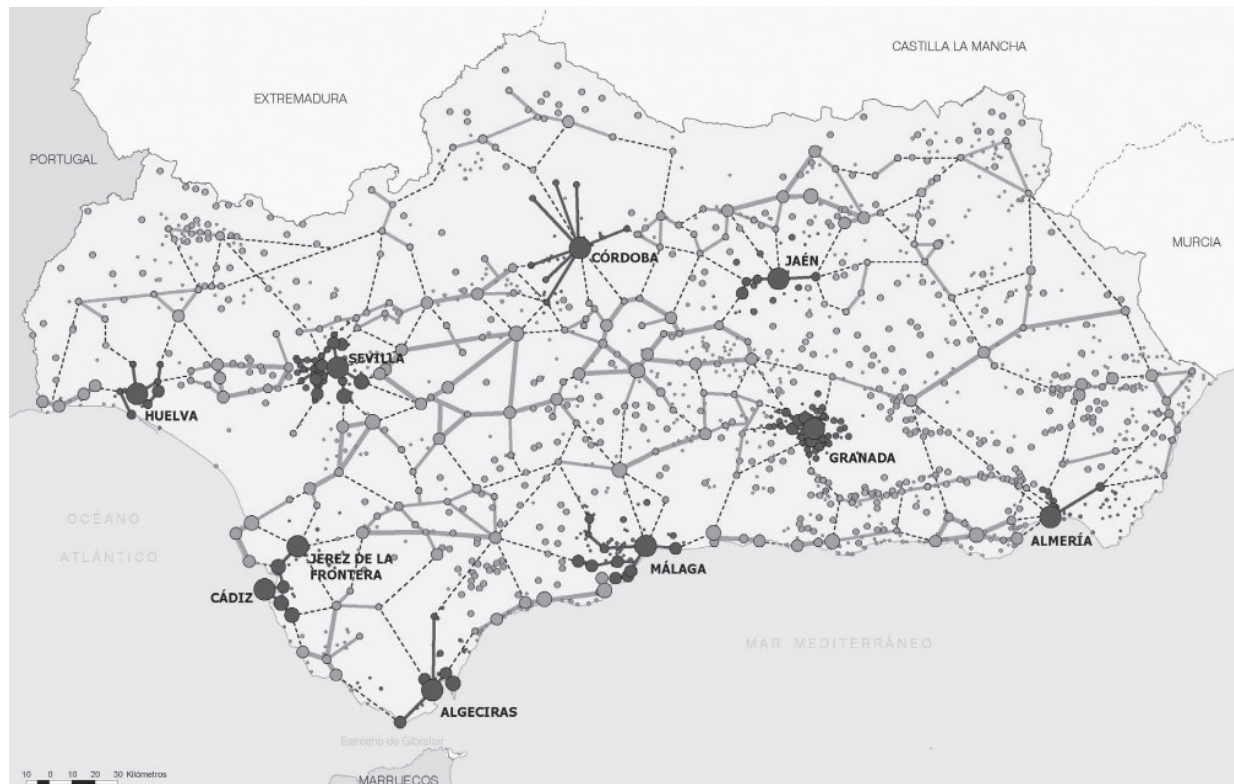 CASTILLA LA MANCHA
EXTREMADURA
PORTUGAL
MURCIA
CÓRDOBA
JAÉN
SEVILLA
HUELVA
GRANADA
OCÉANO
ATLÁNTICO
ALMERÍA
JEREZ DE LA
FRONTERA
MÁLAGA
CÁDIZ
MAR MEDITERRÁNEO
ALGECIRAS
Estrecho de Gibraltar
10 0 10 20 30 Kilómetros
MARRUECOS